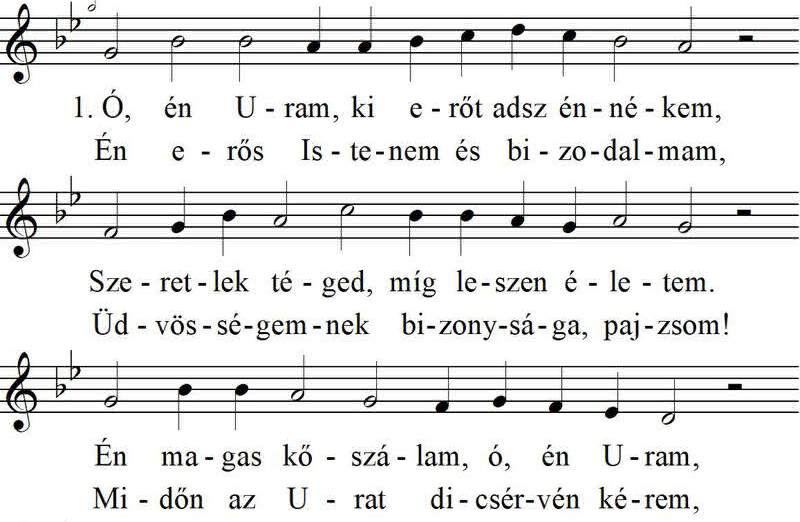 1. Ó, én U - ram, ki e - rőt adsz én - né - kem,
Én e - rős Is - te - nem és bi - zo - dal - mam,
Sze - ret - lek té - ged, míg le - szen é - le - tem.
Üd - vös - sé - gem - nek bi - zony - sá - ga, paj - zsom!
Én ma - gas kő - szá - lam, ó, én U - ram,
Mi - dőn az U - rat di - csér - vén ké - rem,